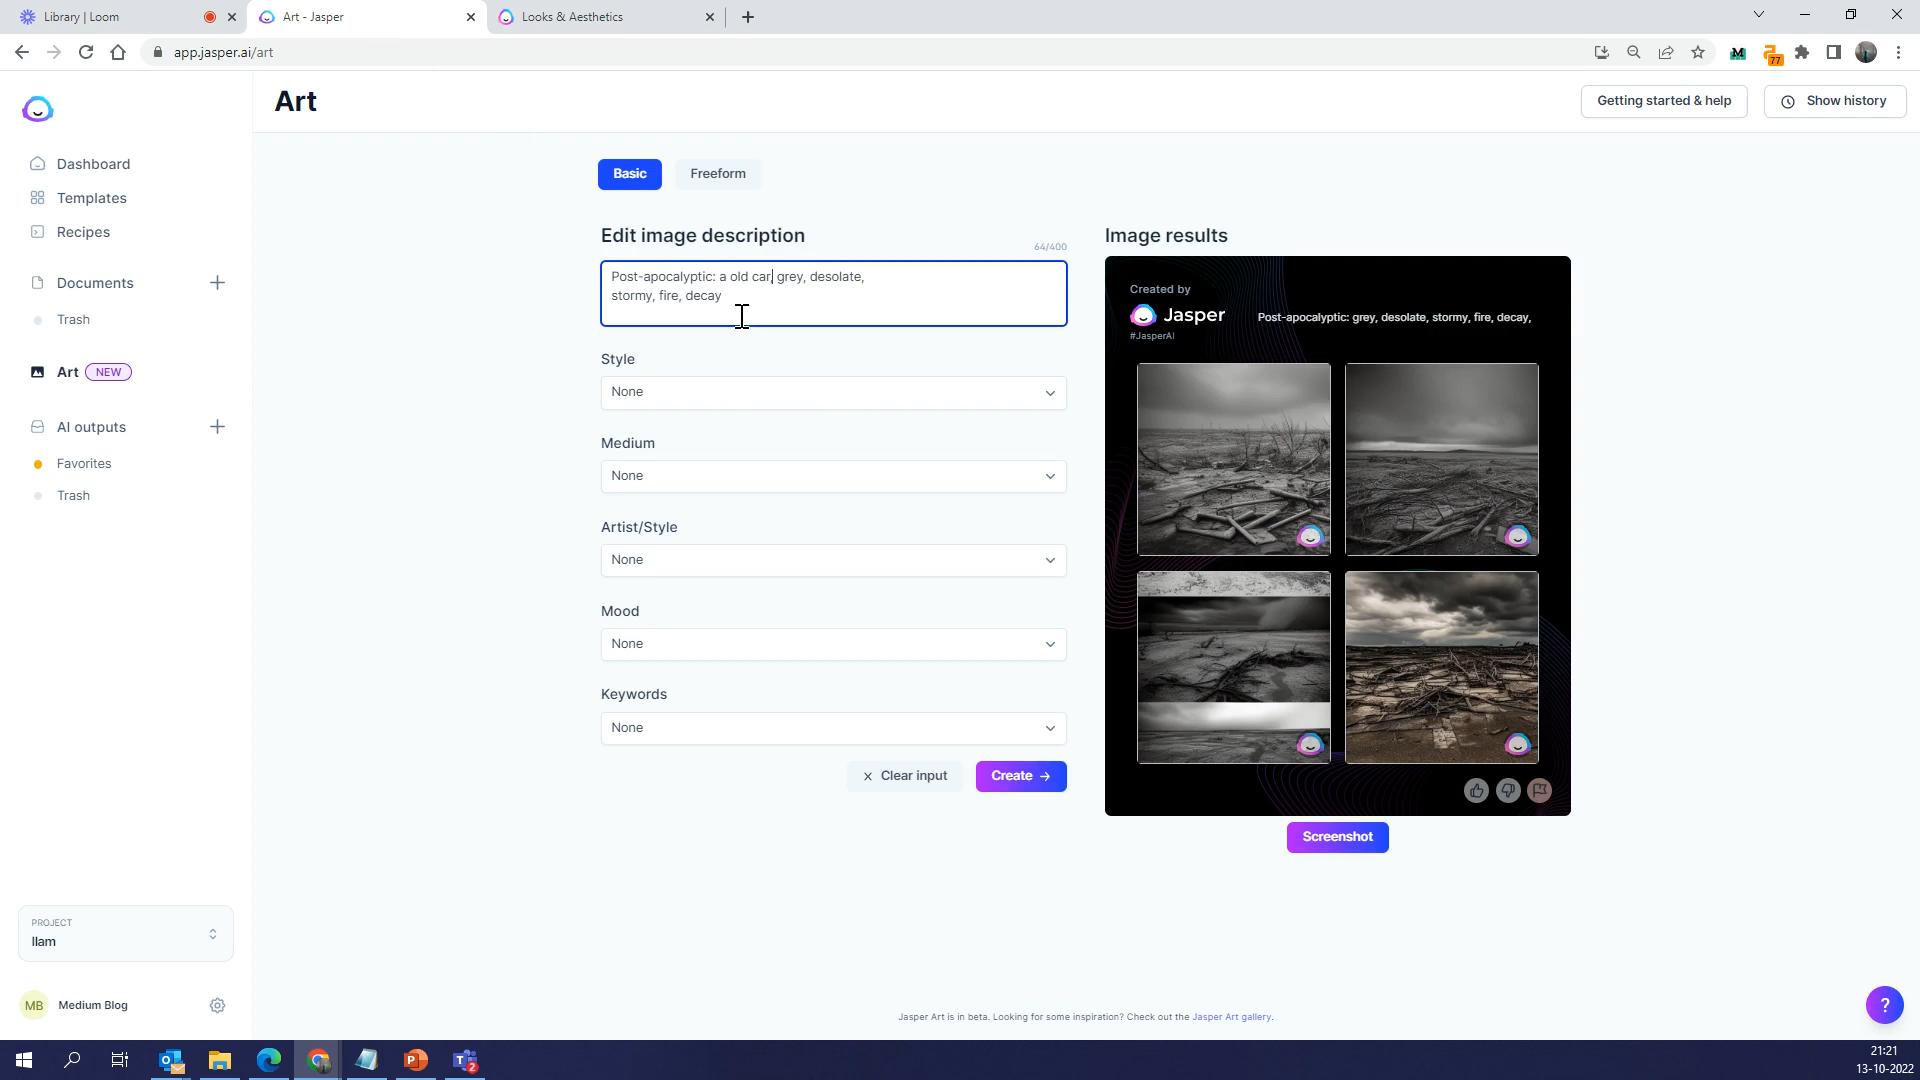 Library | Loom
Art - Jasper
Looks & Aesthetics
app.jasper.ai/art
77
Art
Getting started & help
Show history
Dashboard
Templates
Recipes
Documents
Trash
Art NEW
AI outputs
Favorites
Trash
Basic
Freeform
Edit image description
64/400
Post-apocalyptic: a old car, grey, desolate,
stormy, fire, decay
Style
None
Medium
None
Artist/Style
None
Mood
None
Keywords
None
Clear input
Create
Image results
Created by
Jasper
#JasperAI
Post-apocalyptic: grey, desolate, stormy, fire, decay,
Screenshot
PROJECT
Ilam
MB
Medium Blog
Jasper Art is in beta. Looking for some inspiration? Check out the Jasper Art gallery.
?
2
21:21
13-10-2022